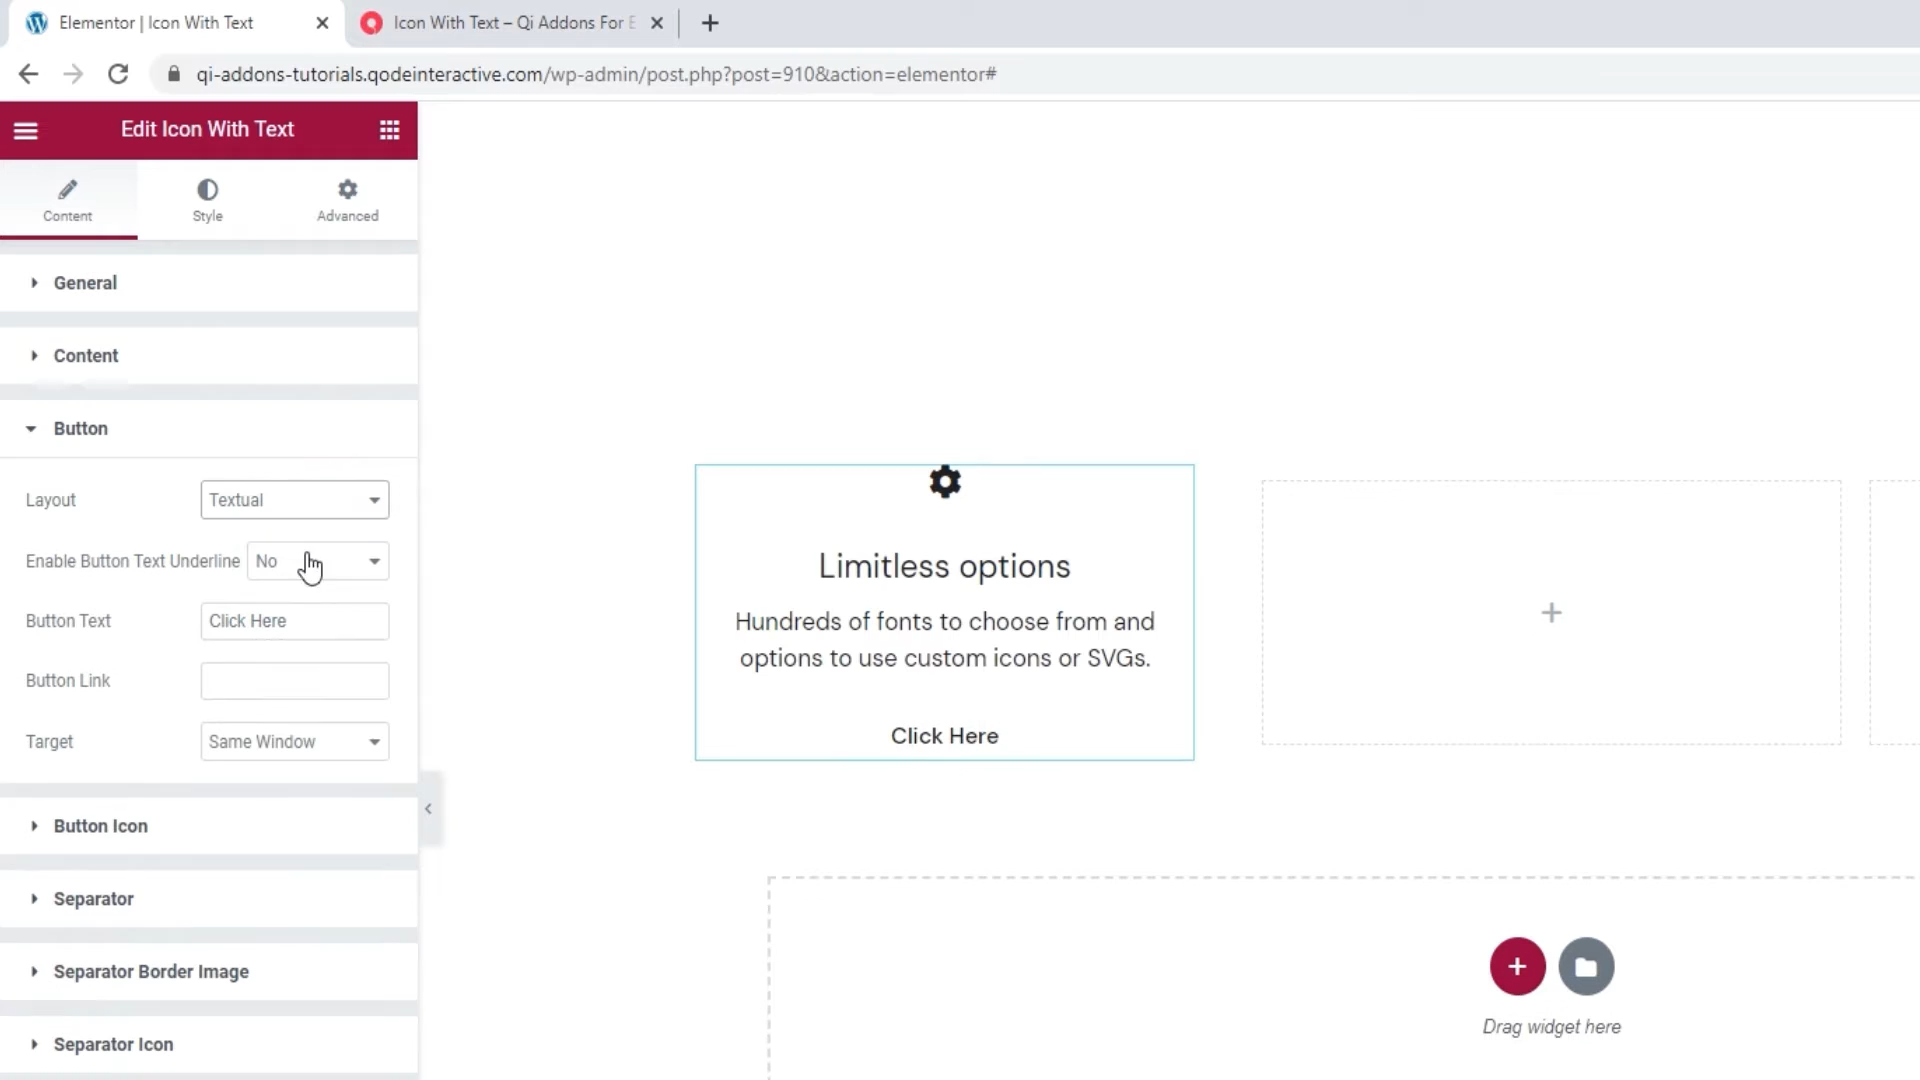 Elementor | Icon With Text
Icon With Text – Qi Addons For E
qi-addons-tutorials.qodeinteractive.com/wp-admin/post.php?post=910&action=elementor#
Edit Icon With Text
Content
Style
Advanced
General
Content
Button
Layout
Textual
Enable Button Text Underline
No
Button Text
Click Here
Button Link
Target
Same Window
Button Icon
Separator
Separator Border Image
Separator Icon
Limitless options
Hundreds of fonts to choose from and
options to use custom icons or SVGs.
Click Here
Drag widget here